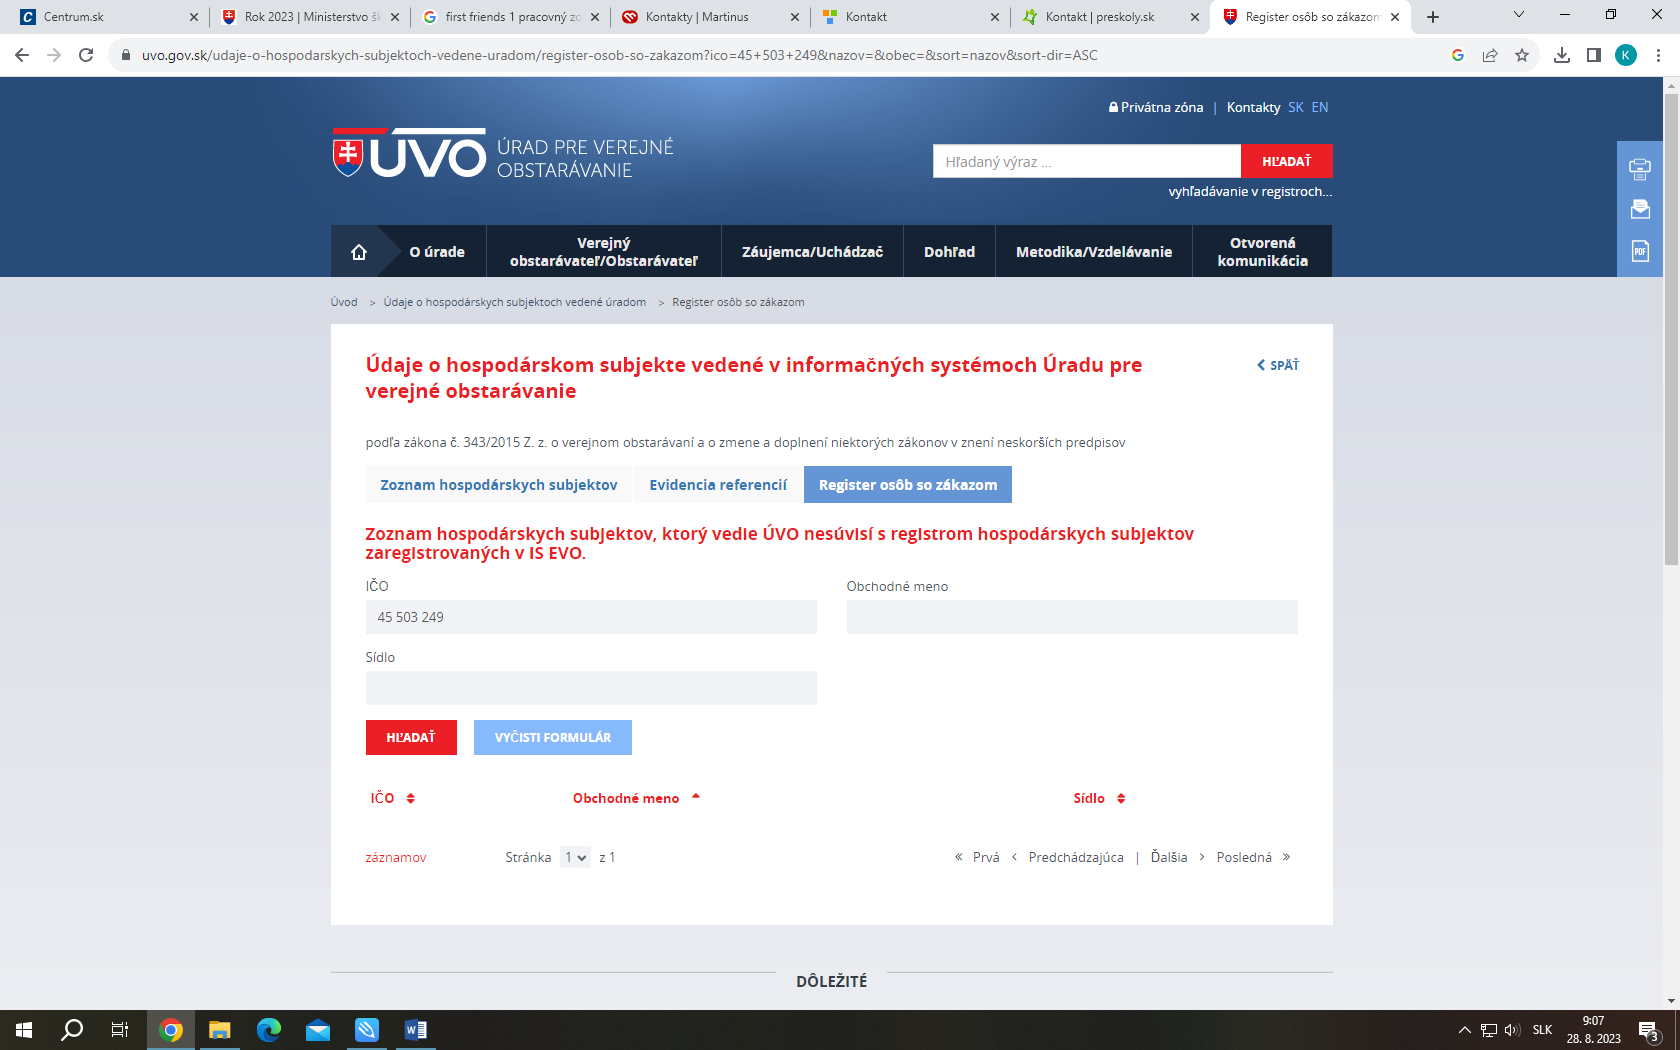 Centrum.sk
Rok 2023 | Ministerstvo šk
first friends 1 pracovný zo
Kontakty | Martinus
Kontakt
Kontakt | preskoly.sk
Register osôb so zákazom
uvo.gov.sk/udaje-o-hospodarskych-subjektoch-vedene-uradom/register-osob-so-zakazom?ico=45+503+249&nazov=&obec=&sort=nazov&sort-dir=ASC
K
Privátna zóna | Kontakty SK EN
ÚVO ÚRAD PRE VEREJNÉ
OBSTARÁVANIE
Hľadaný výraz ...
HĽADAŤ
vyhľadávanie v registroch...
PDF
O úrade
Verejný
obstarávateľ/Obstarávateľ
Záujemca/Uchádzač
Dohľad
Metodika/Vzdelávanie
Otvorená
komunikácia
Úvod > Údaje o hospodárskych subjektoch vedené úradom > Register osôb so zákazom
Údaje o hospodárskom subjekte vedené v informačných systémoch Úradu pre
verejné obstarávanie
SPÄŤ
podľa zákona č. 343/2015 Z. z. o verejnom obstarávaní a o zmene a doplnení niektorých zákonov v znení neskorších predpisov
Zoznam hospodárskych subjektov
Evidencia referencií
Register osôb so zákazom
Zoznam hospodárskych subjektov, ktorý vedie ÚVO nesúvisí s registrom hospodárskych subjektov
zaregistrovaných v IS EVO.
IČO
Obchodné meno
45 503 249
Sídlo
HĽADAŤ
VYČISTI FORMULÁR
IČO
Obchodné meno
Sídlo
záznamov
Stránka 1 z 1
« Prvá ‹ Predchádzajúca | Ďalšia › Posledná »
DÔLEŽITÉ
SLK
9:07
28. 8. 2023
3